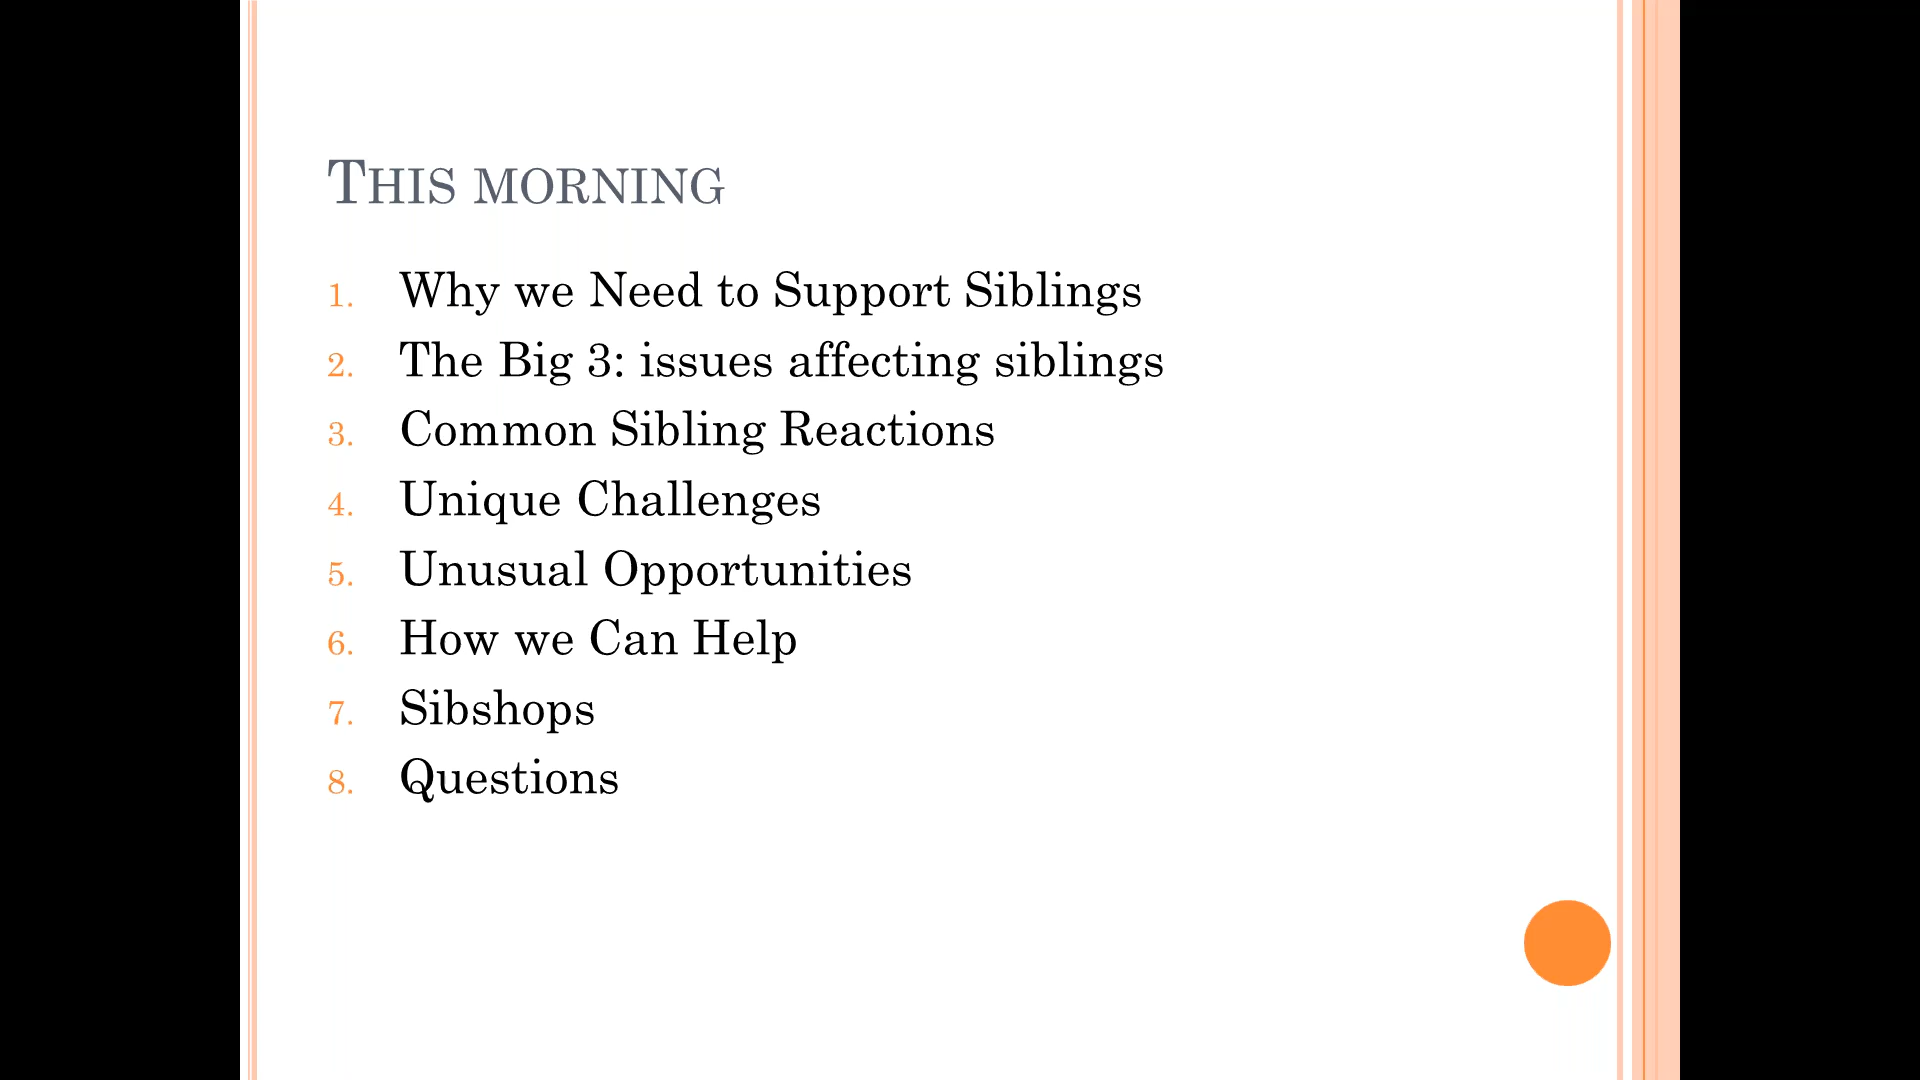 This morning
1. Why we Need to Support Siblings
2. The Big 3: issues affecting siblings
3. Common Sibling Reactions
4. Unique Challenges
5. Unusual Opportunities
6. How we Can Help
7. Sibshops
8. Questions